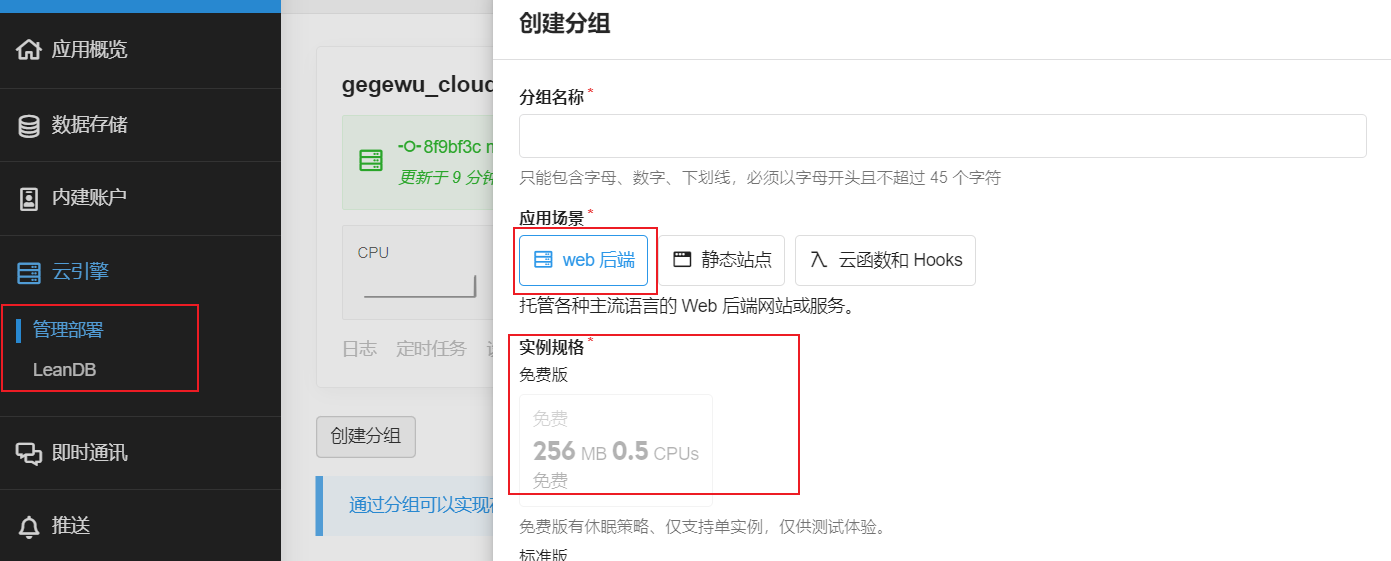 应用概览
数据存储
内建账户
云引擎
管理部署
LeanDB
即时通讯
推送
gegewu_cloud
-O-8f9bf3c
更新于 9 分钟
CPU
日志 定时任务
创建分组
通过分组可以实现
创建分组
分组名称*
只能包含字母、数字、下划线，必须以字母开头且不超过 45 个字符
应用场景*
web 后端 静态站点 云函数和 Hooks
托管各种主流语言的 Web 后端网站或服务。
实例规格*
免费版
免费
256 MB 0.5 CPUs
免费
免费版有休眠策略、仅支持单实例，仅供测试体验。
标准版